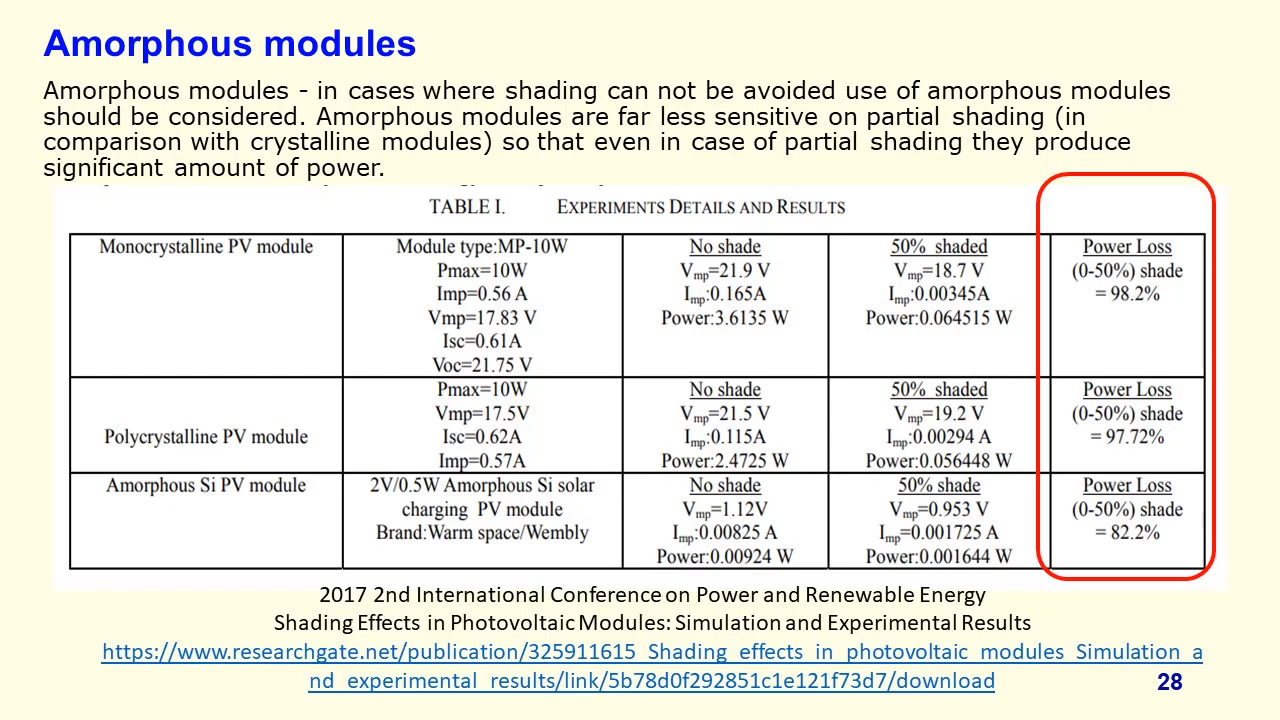 Amorphous modules
Amorphous modules - in cases where shading can not be avoided use of amorphous modules
should be considered. Amorphous modules are far less sensitive on partial shading (in
comparison with crystalline modules) so that even in case of partial shading they produce
significant amount of power.
TABLE I. EXPERIMENTS DETAILS AND RESULTS
Monocrystalline PV module
Module type:MP-10W
Pmax=10W
Imp=0.56 A
Vmp=17.83 V
Isc=0.61A
Voc=21.75 V
No shade
Vmp=21.9 V
Imp:0.165A
Power:3.6135 W
50% shaded
Vmp=18.7 V
Imp:0.00345A
Power:0.064515 W
Power Loss
(0-50%) shade
= 98.2%
Polycrystalline PV module
Pmax=10W
Vmp=17.5V
Isc=0.62A
Imp=0.57A
No shade
Vmp=21.5 V
Imp:0.115A
Power:2.4725 W
50% shaded
Vmp=19.2 V
Imp:0.00294 A
Power:0.056448 W
Power Loss
(0-50%) shade
= 97.72%
Amorphous Si PV module
2V/0.5W Amorphous Si solar
charging PV module
Brand:Warm space/Wembly
No shade
Vmp=1.12V
Imp:0.00825 A
Power:0.00924 W
50% shade
Vmp=0.953 V
Imp=0.001725 A
Power:0.001644 W
Power Loss
(0-50%) shade
= 82.2%
2017 2nd International Conference on Power and Renewable Energy
Shading Effects in Photovoltaic Modules: Simulation and Experimental Results
https://www.researchgate.net/publication/325911615_Shading_effects_in_photovoltaic_modules_Simulation_a
nd_experimental_results/link/5b78d0f292851c1e121f73d7/download
28